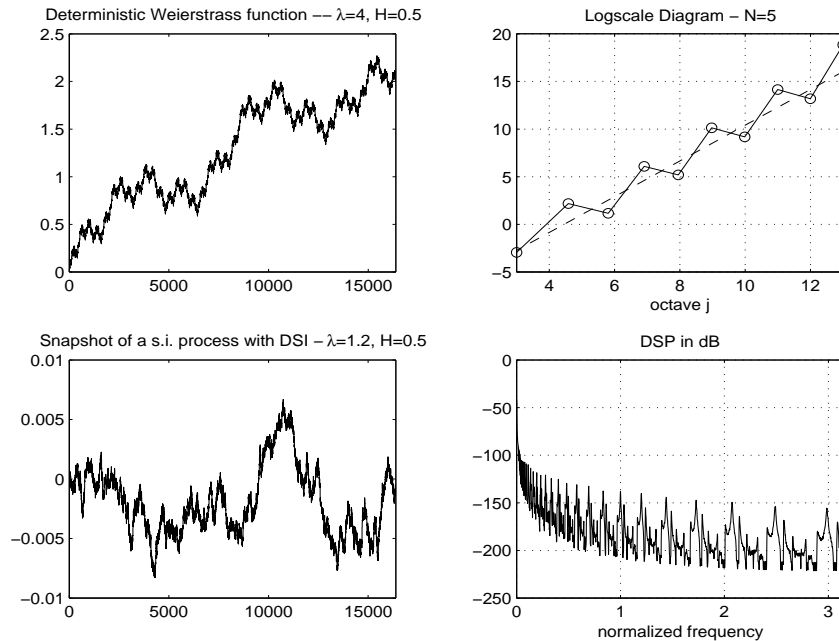 Deterministic Weierstrass function −− λ=4, H=0.5
2.5
2
1.5
1
0.5
0
0 5000 10000 15000
Logscale Diagram − N=5
20
15
10
5
0
−5
4 6 8 10 12
octave j
Snapshot of a s.i. process with DSI − λ=1.2, H=0.5
0.01
0.005
0
−0.005
−0.01
0 5000 10000 15000
DSP in dB
0
−50
−100
−150
−200
−250
0 1 2 3
normalized frequency